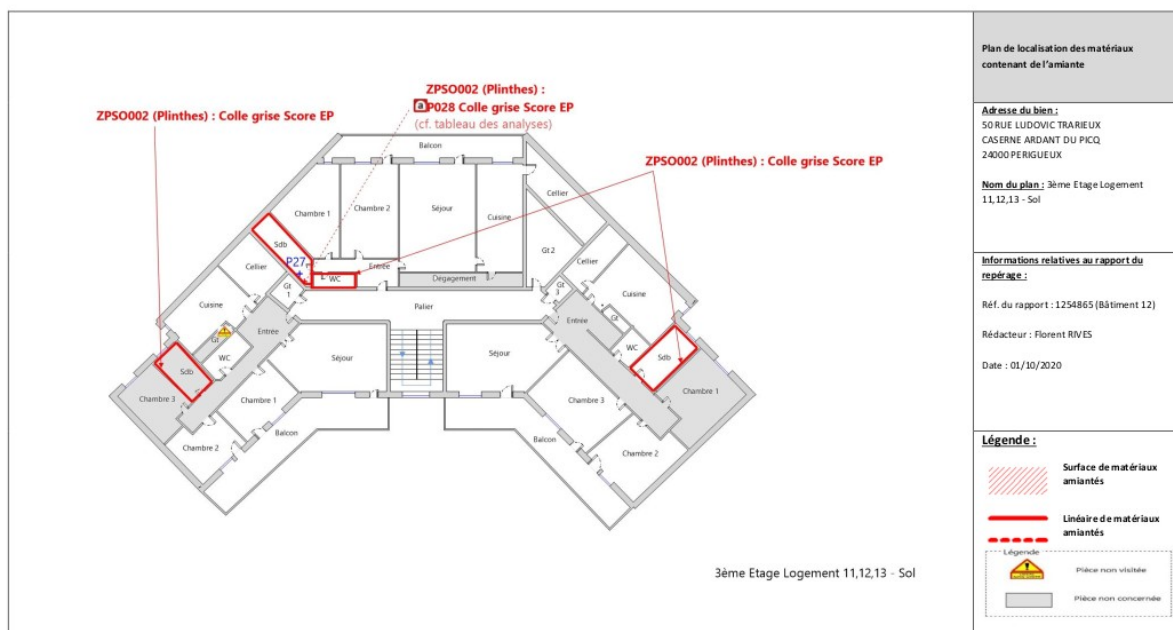 ZPSO002 (Plinthes) :
P028 Colle grise Score EP
(cf. tableau des analyses)
ZPSO002 (Plinthes) : Colle grise Score EP
ZPSO002 (Plinthes) : Colle grise Score EP
Balcon
Cellier
Chambre 1
Chambre 2
Séjour
Cuisine
Sdb
Gt 2
Cellier
P27
Entrée
WC
Dégagement
Cellier
Gt
1
Gt
3
Cuisine
Cuisine
Palier
Entrée
Entrée
Gt
Gt
WC
WC
Séjour
Séjour
Sdb
Sdb
Chambre 3
Chambre 1
Chambre 1
Chambre 3
Chambre 2
Balcon
Balcon
Chambre 2
3ème Etage Logement 11,12,13 - Sol
Plan de localisation des matériaux
contenant de l'amiante
Adresse du bien :
50 RUE LUDOVIC TRARIEUX
CASERNE ARDANT DU PICQ
24000 PERIGUEUX
Nom du plan : 3ème Etage Logement
11,12,13 - Sol
Informations relatives au rapport du
repérage :
Réf. du rapport : 1254865 (Bâtiment 12)
Rédacteur : Florent RIVES
Date : 01/10/2020
Légende :
Surface de matériaux
amiantés
Linéaire de matériaux
amiantés
Légende
Pièce non visitée
Pièce non concernée